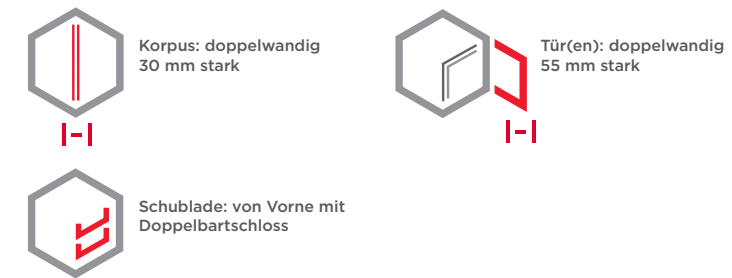 Korpus: doppelwandig
30 mm stark
Tür(en): doppelwandig
55 mm stark
Schublade: von Vorne mit
Doppelbartschloss